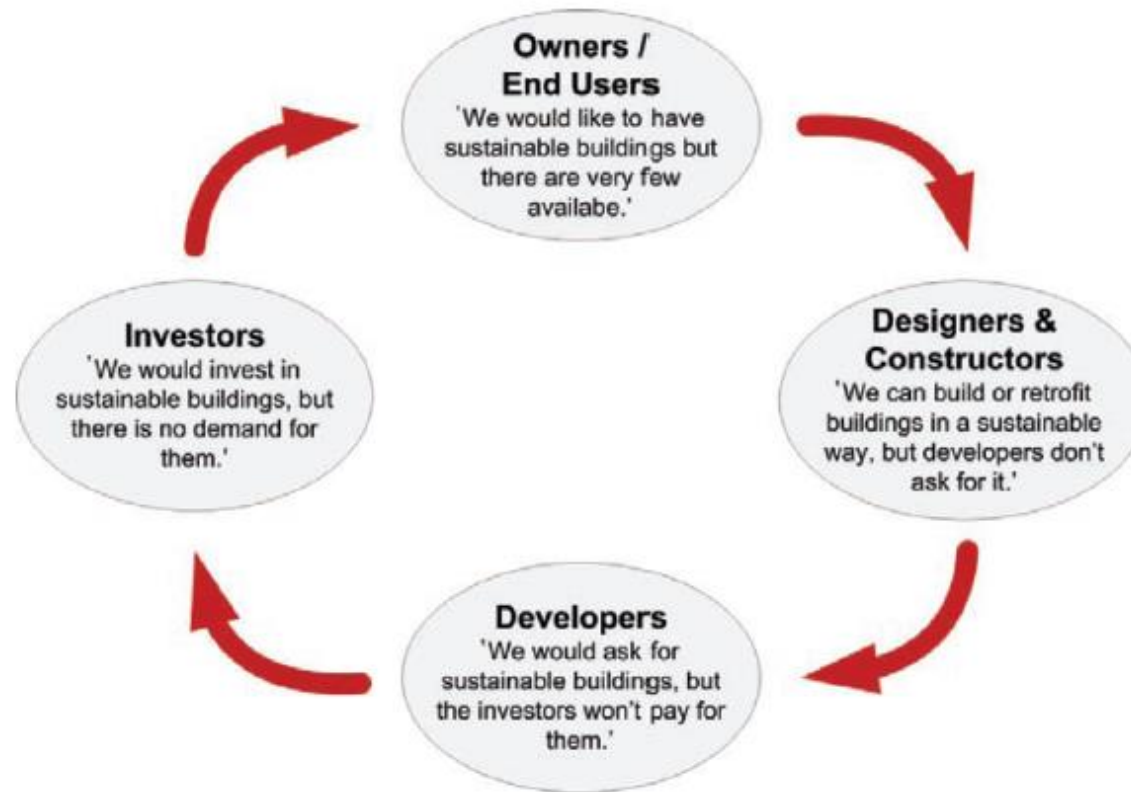 Owners /
End Users
'We would like to have
sustainable buildings but
there are very few
availabe.'
Designers &
Constructors
'We can build or retrofit
buildings in a sustainable
way, but developers don't
ask for it.'
Developers
'We would ask for
sustainable buildings, but
the investors won't pay for
them.'
Investors
'We would invest in
sustainable buildings, but
there is no demand for
them.'